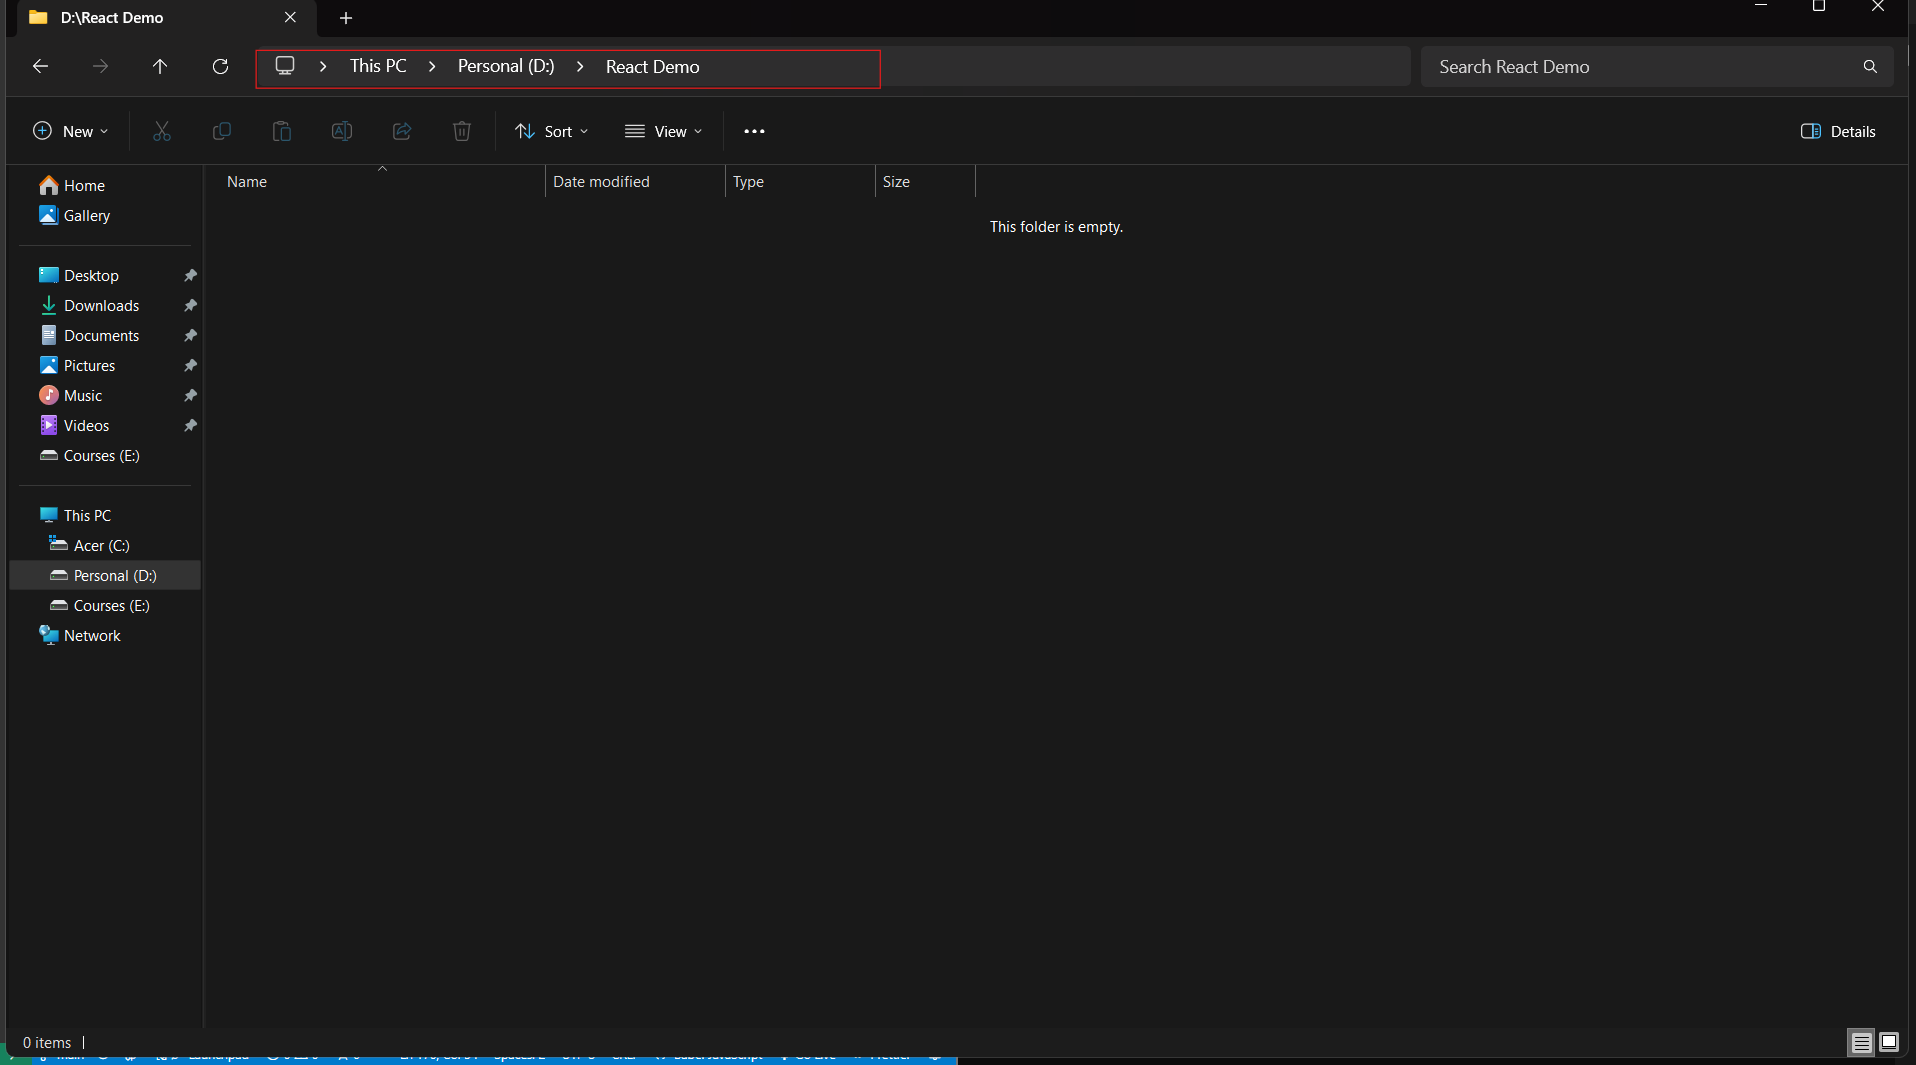 D:\React Demo
This PC > Personal (D:) > React Demo
Search React Demo
New
Sort
View
Details
Name
Date modified
Type
Size
This folder is empty.
Home
Gallery
Desktop
Downloads
Documents
Pictures
Music
Videos
Courses (E:)
This PC
Acer (C:)
Personal (D:)
Courses (E:)
Network
0 items